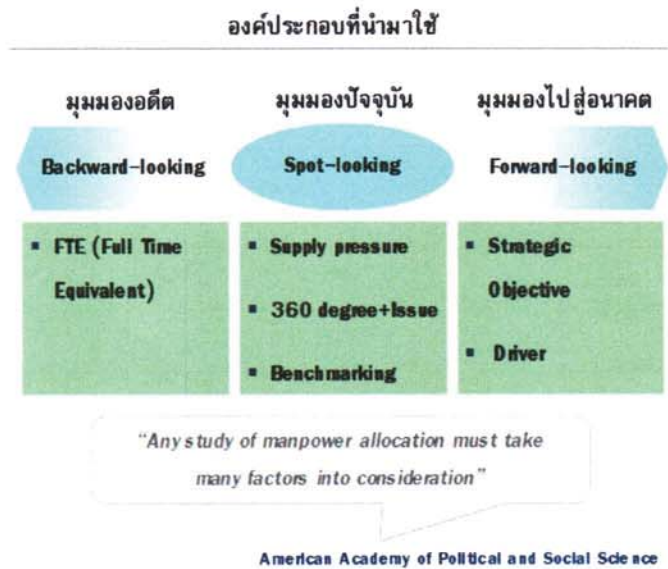 องค์ประกอบที่นำมาใช้
มุมมองอดีต
มุมมองปัจจุบัน
มุมมองไปสู่อนาคต
Backward-looking
Spot-looking
Forward-looking
▪ FTE (Full Time
Equivalent)
▪ Supply pressure
▪ 360 degree+Issue
▪ Benchmarking
▪ Strategic
Objective
▪ Driver
"Any study of manpower allocation must take
many factors into consideration"
American Academy of Political and Social Science